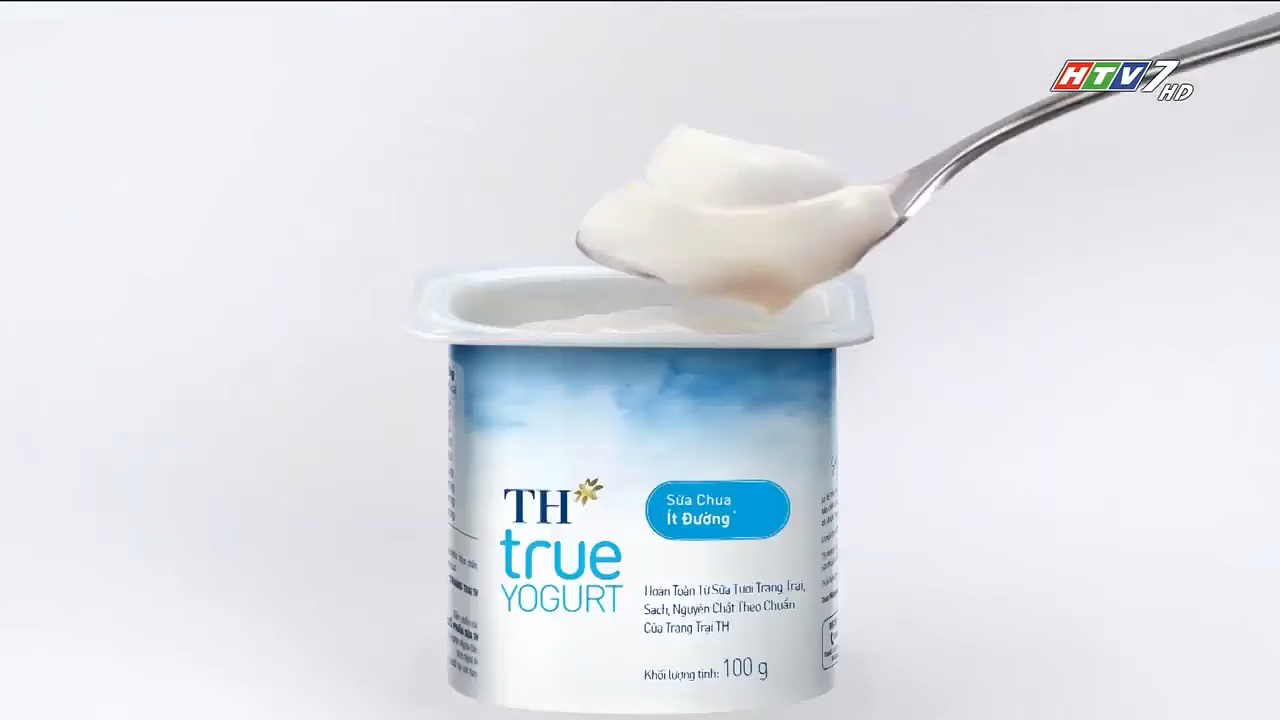 HTV7
HD
TH
true
YOGURT
Sữa Chua
Ít Đường*
Hoàn Toàn Từ Sữa Tươi Trang Trại,
Sạch, Nguyên Chất Theo Chuẩn
Của Trang Trại TH
Khối lượng tịnh: 100 g